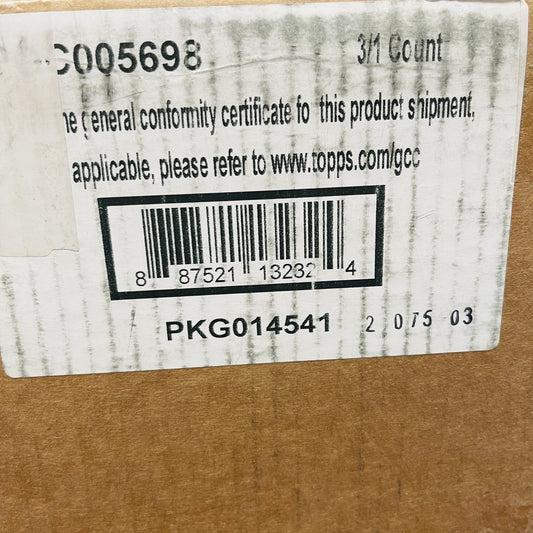 C005698 3/1 Count
he general conformity certificate fo this product shipment,
applicable, please refer to www.topps.com/gcc
8 87521 13232 4
PKG014541 2 075 03